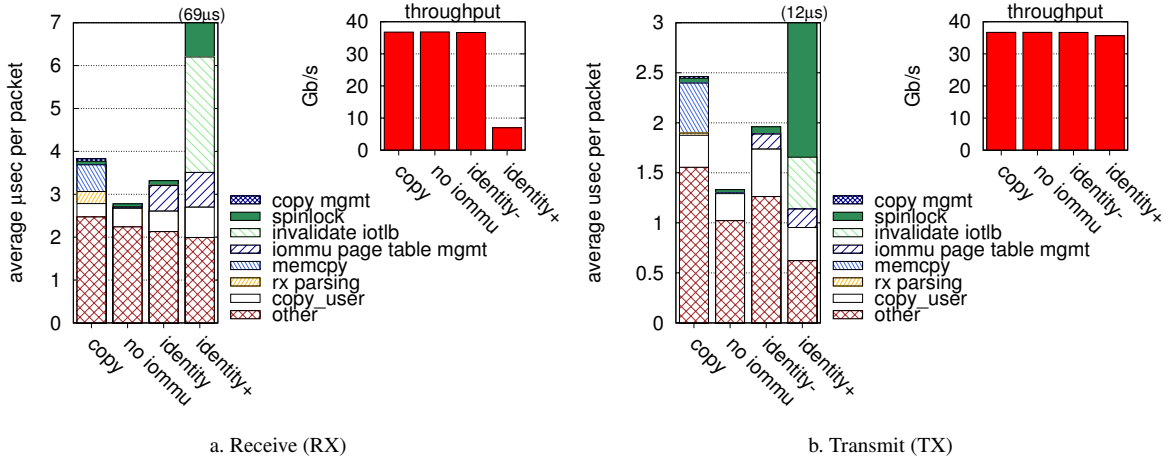 (69µs)
average µsec per packet
7
6
5
4
3
2
1
0
copy
no iommu
identity
identity+
copy mgmt
spinlock
invalidate iotlb
iommu page table mgmt
memcpy
rx parsing
copy_user
other
throughput
Gb/s
40
30
20
10
0
copy
no iommu
identity-
identity+
a. Receive (RX)
(12µs)
average µsec per packet
3
2.5
2
1.5
1
0.5
0
copy
no iommu
identity-
identity+
copy mgmt
spinlock
invalidate iotlb
iommu page table mgmt
memcpy
rx parsing
copy_user
other
throughput
Gb/s
40
30
20
10
0
copy
no iommu
identity-
identity+
b. Transmit (TX)